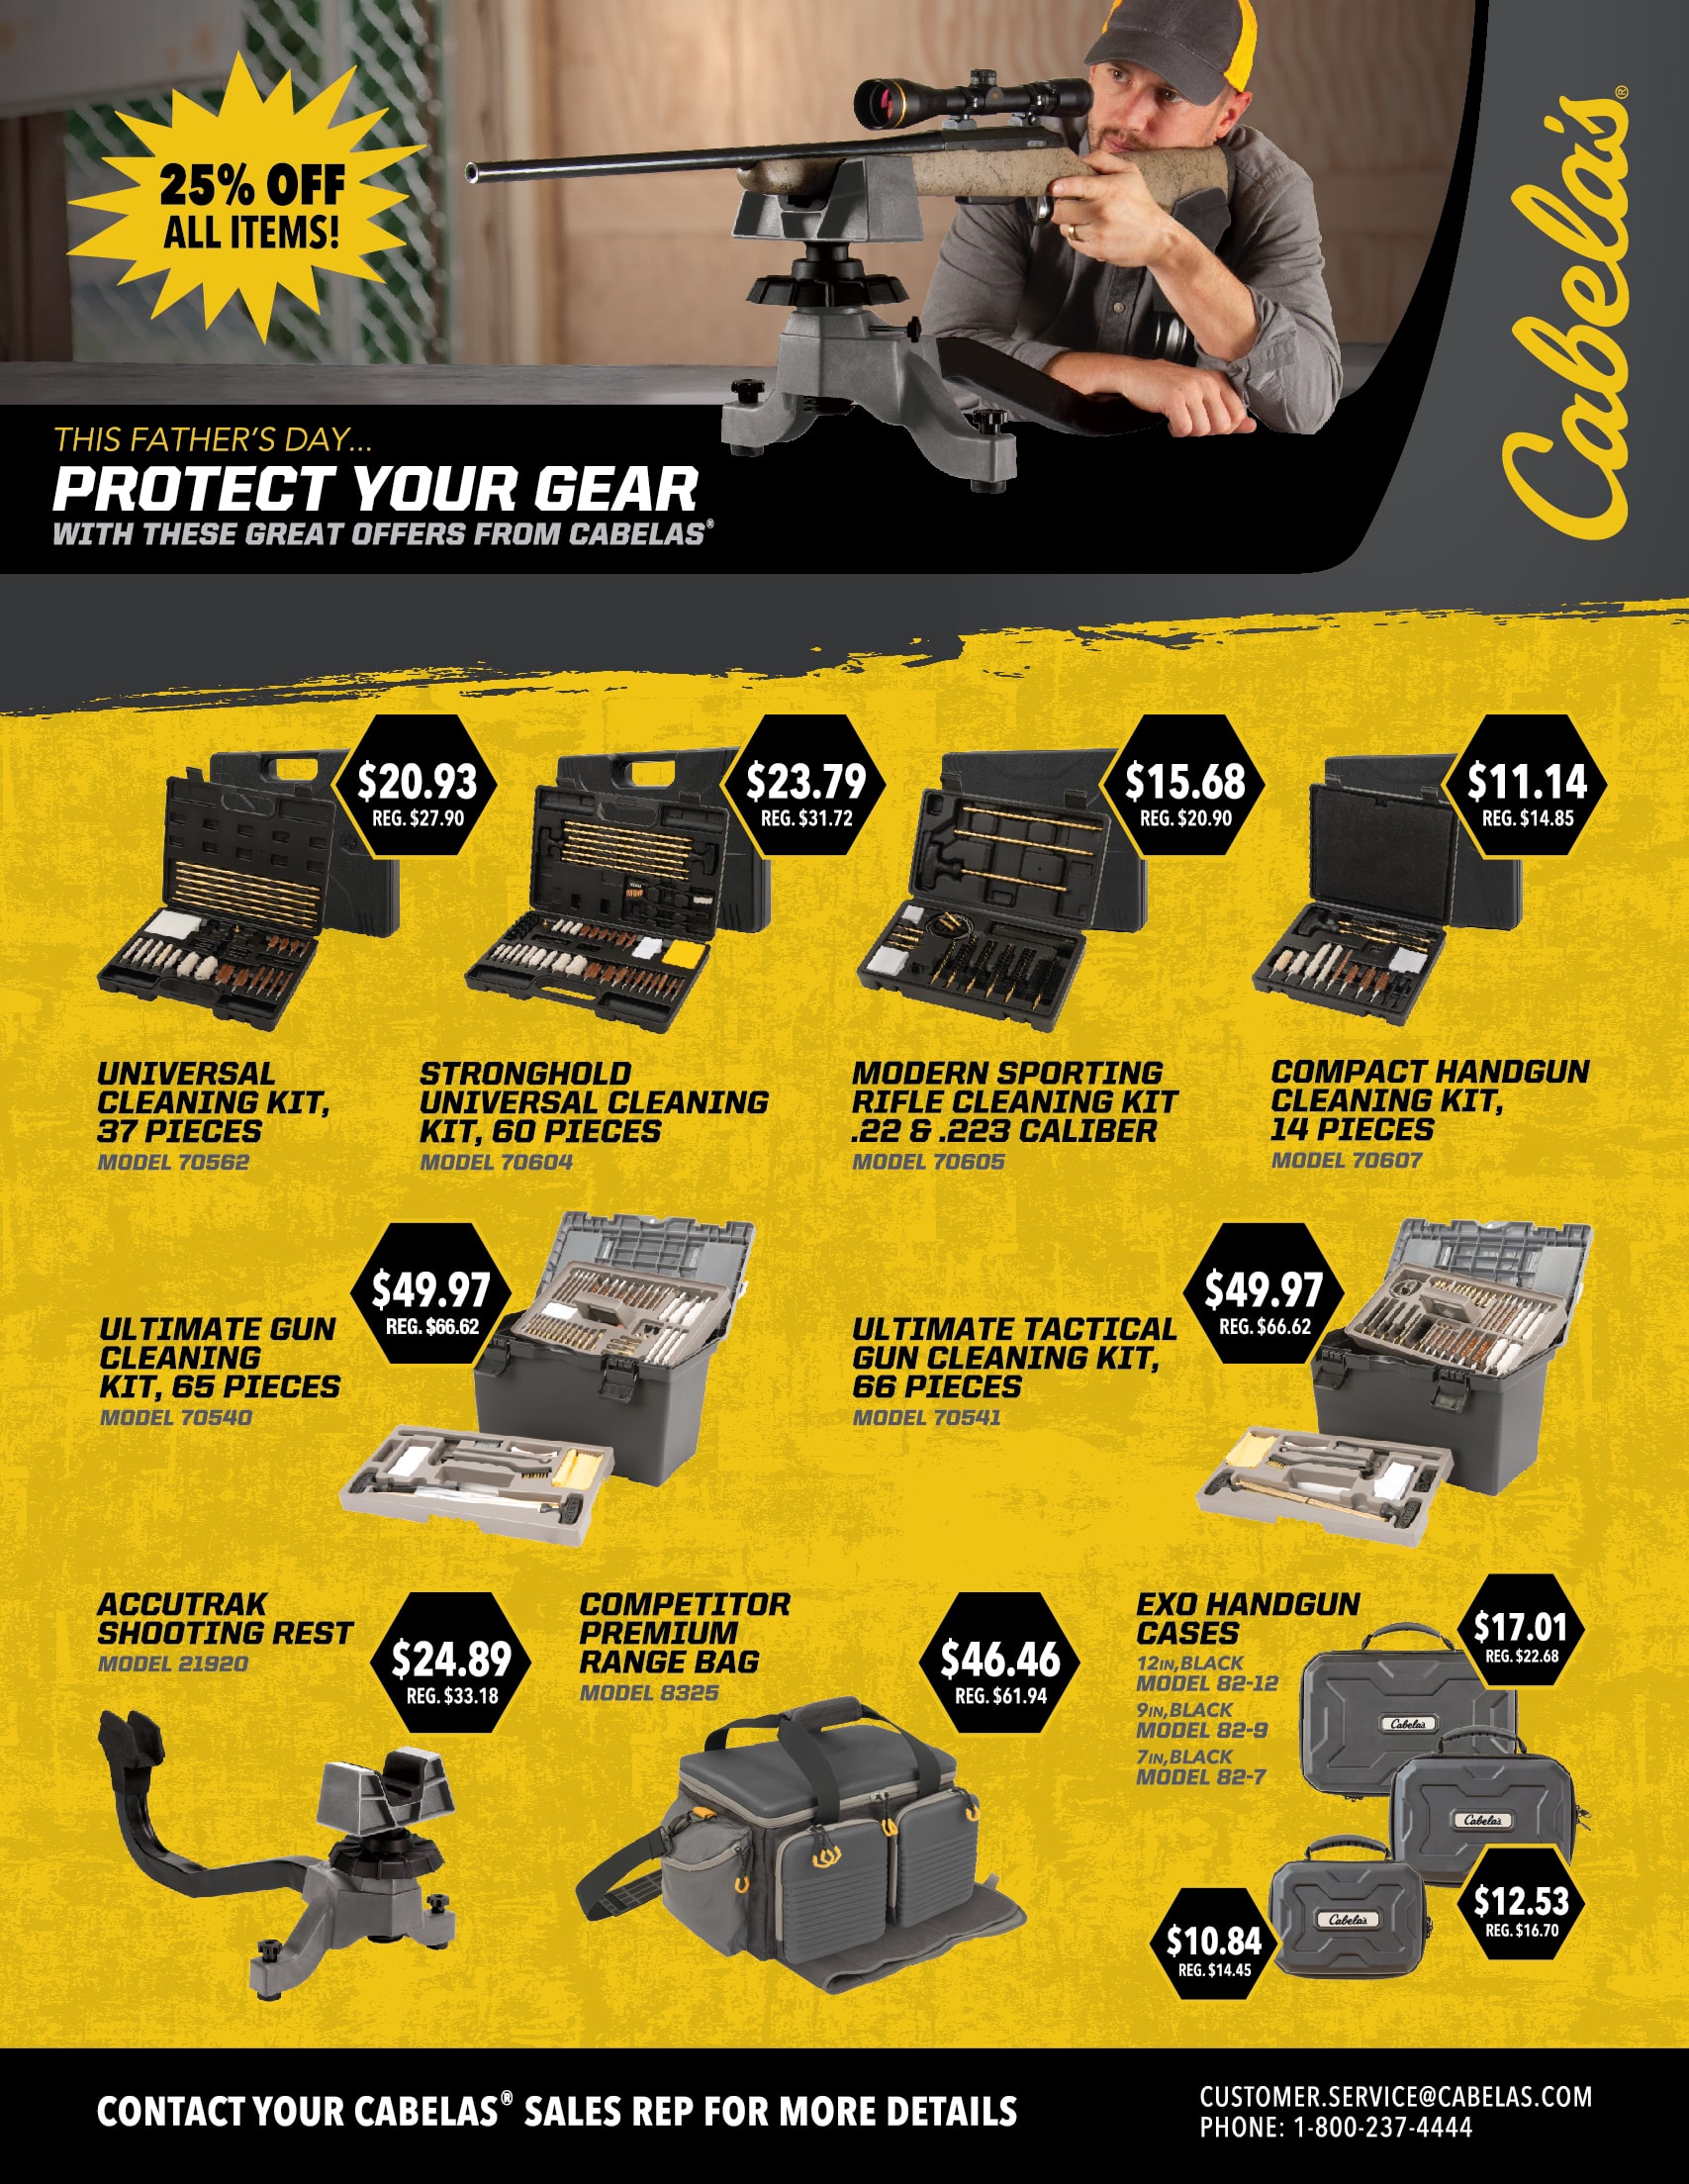 25% OFF
ALL ITEMS!
Cabela's®
THIS FATHER'S DAY...
PROTECT YOUR GEAR
WITH THESE GREAT OFFERS FROM CABELAS®
$20.93
REG. $27.90
$23.79
REG. $31.72
$15.68
REG. $20.90
$11.14
REG. $14.85
UNIVERSAL
CLEANING KIT,
37 PIECES
MODEL 70562
STRONGHOLD
UNIVERSAL CLEANING
KIT, 60 PIECES
MODEL 70604
MODERN SPORTING
RIFLE CLEANING KIT
.22 & .223 CALIBER
MODEL 70605
COMPACT HANDGUN
CLEANING KIT,
14 PIECES
MODEL 70607
$49.97
REG. $66.62
ULTIMATE GUN
CLEANING
KIT, 65 PIECES
MODEL 70540
$49.97
REG. $66.62
ULTIMATE TACTICAL
GUN CLEANING KIT,
66 PIECES
MODEL 70541
ACCUTRAK
SHOOTING REST
MODEL 21920
$24.89
REG. $33.18
COMPETITOR
PREMIUM
RANGE BAG
MODEL 8325
$46.46
REG. $61.94
EXO HANDGUN
CASES
12IN, BLACK
MODEL 82-12
9IN, BLACK
MODEL 82-9
7IN, BLACK
MODEL 82-7
$17.01
REG. $22.68
Cabela's
Cabela's
Cabela's
$12.53
REG. $16.70
$10.84
REG. $14.45
CONTACT YOUR CABELAS® SALES REP FOR MORE DETAILS
CUSTOMER.SERVICE@CABELAS.COM
PHONE: 1-800-237-4444